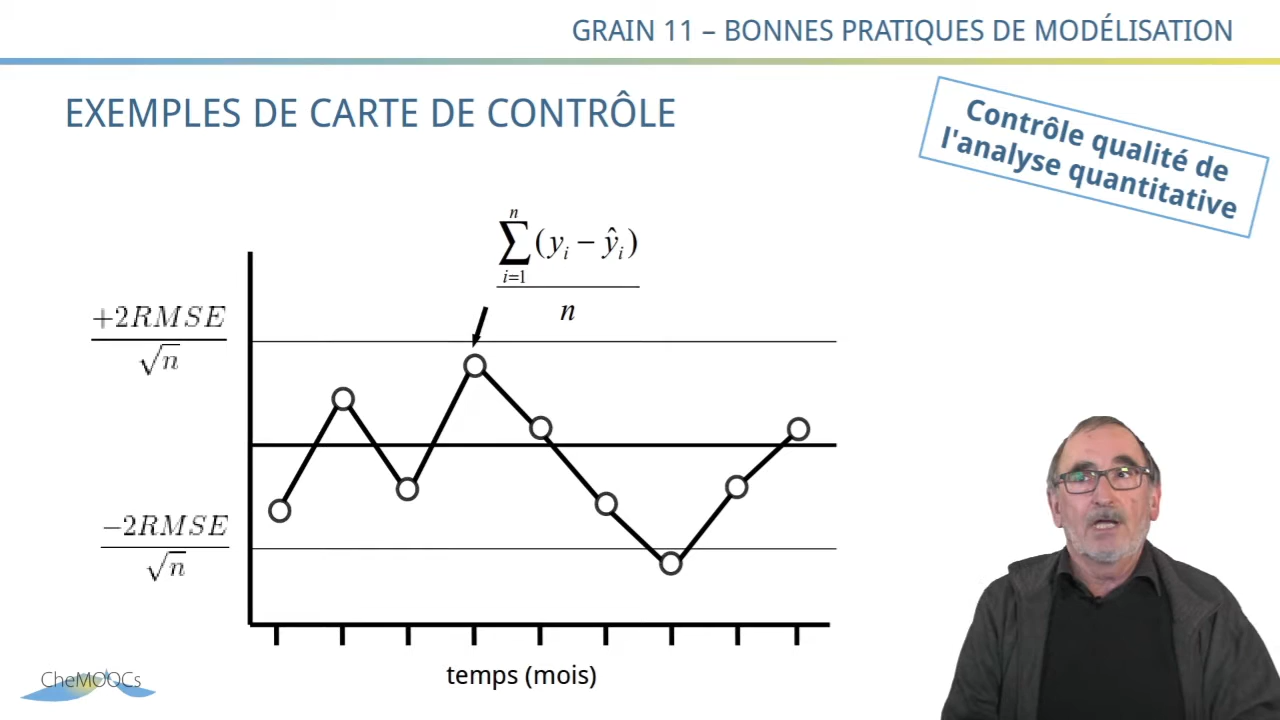 GRAIN 11 – BONNES PRATIQUES DE MODÉLISATION
EXEMPLES DE CARTE DE CONTRÔLE
Contrôle qualité de
l'analyse quantitative
n
∑ (yᵢ − ŷᵢ)
i=1
n
+2RMSE
√n
−2RMSE
√n
temps (mois)
CheMOOCs